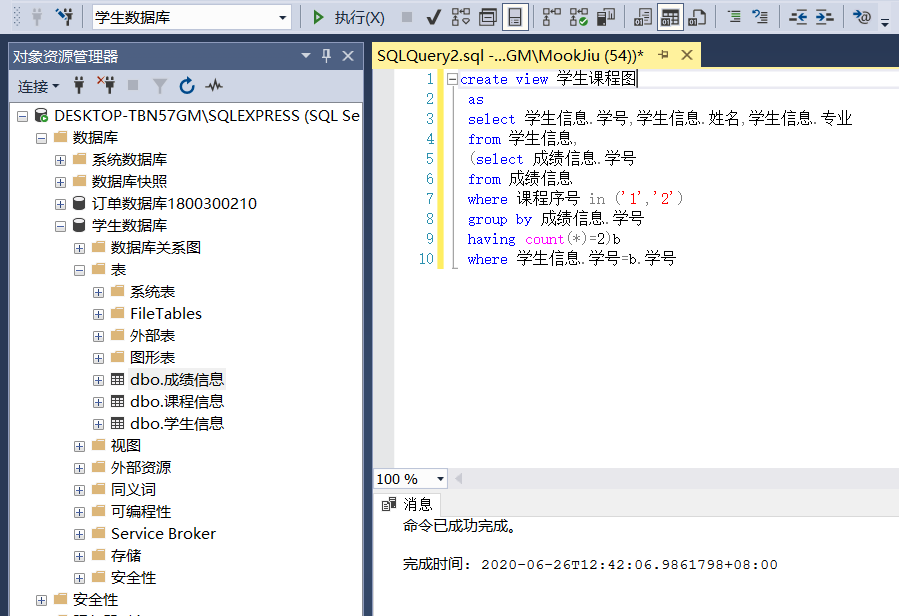 学生数据库
执行(X)
对象资源管理器
连接
DESKTOP-TBN57GM\SQLEXPRESS (SQL Se
数据库
系统数据库
数据库快照
订单数据库1800300210
学生数据库
数据库关系图
表
系统表
FileTables
外部表
图形表
dbo.成绩信息
dbo.课程信息
dbo.学生信息
视图
外部资源
同义词
可编程性
Service Broker
存储
安全性
安全性
SQLQuery2.sql -...GM\MookJiu (54))*
1 create view 学生课程图
2 as
3 select 学生信息.学号,学生信息.姓名,学生信息.专业
4 from 学生信息,
5 (select 成绩信息.学号
6 from 成绩信息
7 where 课程序号 in ('1','2')
8 group by 成绩信息.学号
9 having count(*)=2)b
10 where 学生信息.学号=b.学号
100 %
消息
命令已成功完成。
完成时间: 2020-06-26T12:42:06.9861798+08:00